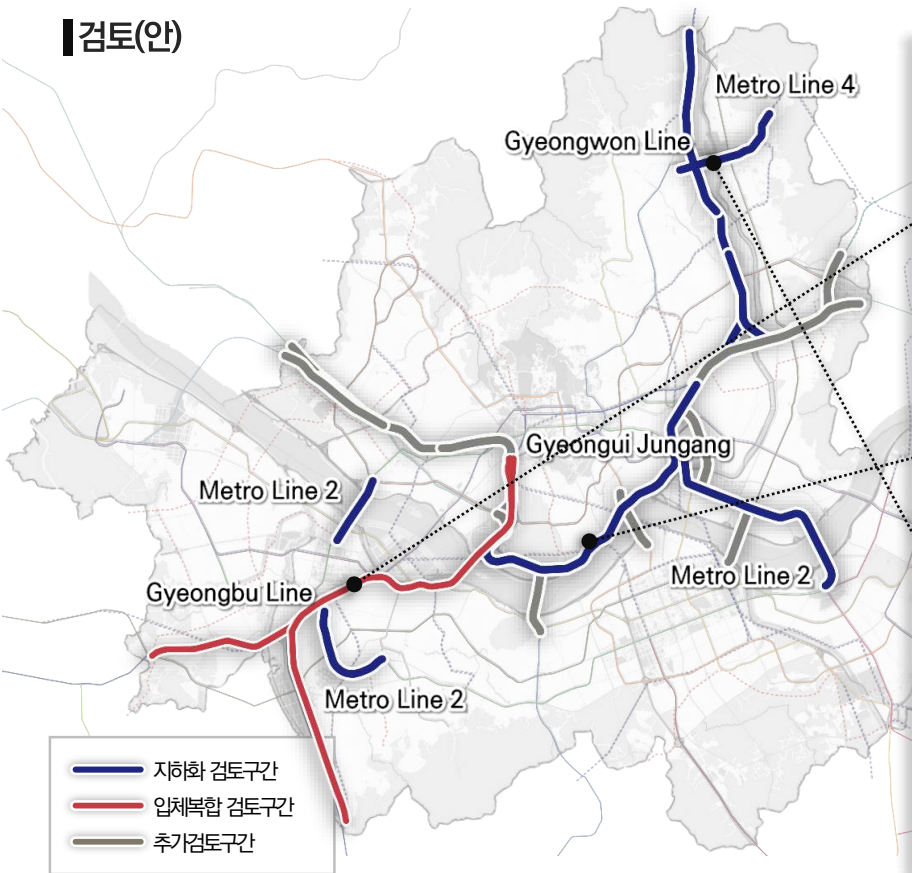 검토(안)
Metro Line 4
Gyeongwon Line
Gyeongui Jungang
Metro Line 2
Gyeongbu Line
Metro Line 2
Metro Line 2
지하화 검토구간
입체복합 검토구간
추가검토구간